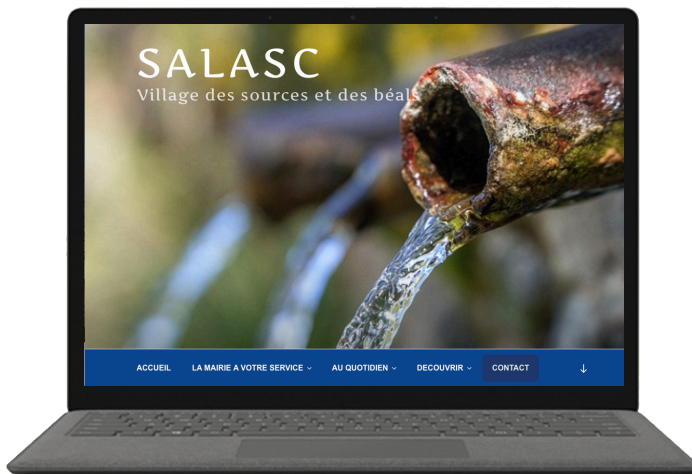 SALASC
Village des sources et des béals
ACCUEIL LA MAIRIE A VOTRE SERVICE AU QUOTIDIEN DECOUVRIR CONTACT